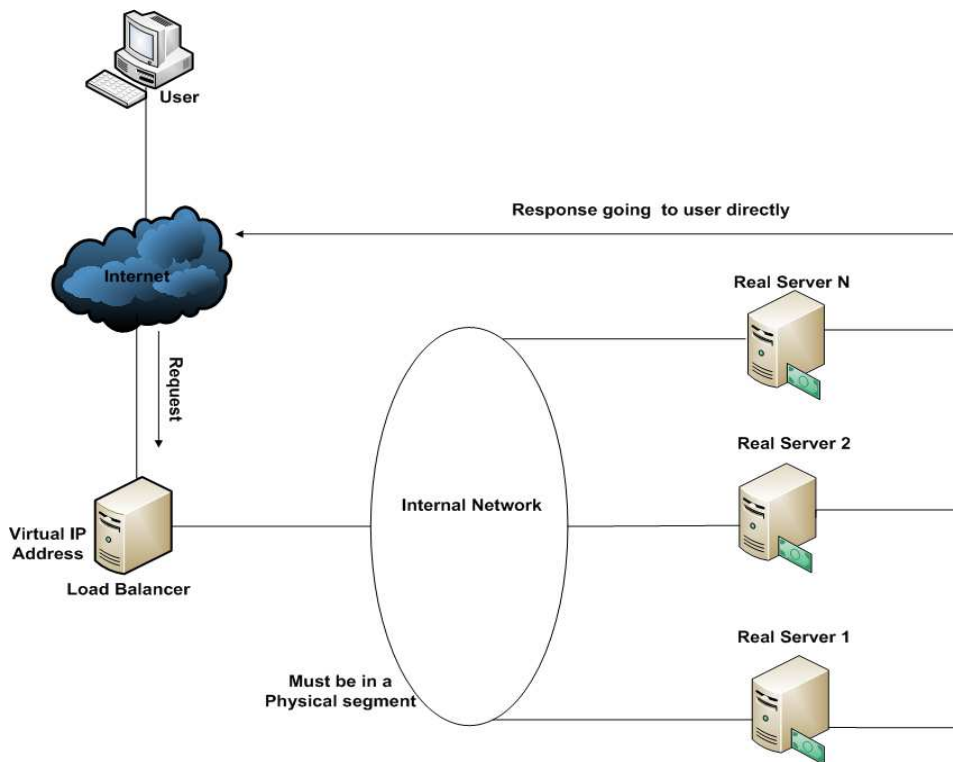 User
Response going to user directly
Internet
Real Server N
Request
Real Server 2
Internal Network
Virtual IP
Address
Load Balancer
Real Server 1
Must be in a
Physical segment